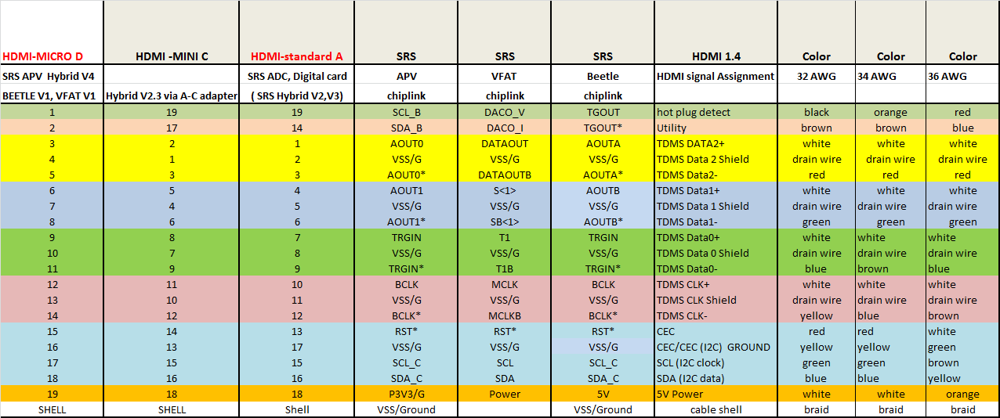 HDMI-MICRO D HDMI -MINI C HDMI-standard A SRS SRS SRS HDMI 1.4 Color Color Color
SRS APV Hybrid V4 SRS ADC, Digital card APV VFAT Beetle HDMI signal Assignment 32 AWG 34 AWG 36 AWG
BEETLE V1, VFAT V1 Hybrid V2.3 via A-C adapter ( SRS Hybrid V2,V3) chiplink chiplink chiplink
1 19 19 SCL_B DACO_V TGOUT hot plug detect black orange red
2 17 14 SDA_B DACO_I TGOUT* Utility brown brown blue
3 2 1 AOUT0 DATAOUT AOUTA TDMS DATA2+ white white white
4 1 2 VSS/G VSS/G VSS/G TDMS Data 2 Shield drain wire drain wire drain wire
5 3 3 AOUT0* DATAOUTB AOUTA* TDMS Data2- red red red
6 5 4 AOUT1 S<1> AOUTB TDMS Data1+ white white white
7 4 5 VSS/G VSS/G VSS/G TDMS Data 1 Shield drain wire drain wire drain wire
8 6 6 AOUT1* SB<1> AOUTB* TDMS Data1- green green green
9 8 7 TRGIN T1 TRGIN TDMS Data0+ white white white
10 7 8 VSS/G VSS/G VSS/G TDMS Data 0 Shield drain wire drain wire drain wire
11 9 9 TRGIN* T1B TRGIN* TDMS Data0- blue brown blue
12 11 10 BCLK MCLK BCLK TDMS CLK+ white white white
13 10 11 VSS/G VSS/G VSS/G TDMS CLK Shield drain wire drain wire drain wire
14 12 12 BCLK* MCLKB BCLK* TDMS CLK- yellow blue brown
15 14 13 RST* RST* RST* CEC red red white
16 13 17 VSS/G VSS/G VSS/G CEC/CEC (I2C) GROUND yellow yellow green
17 15 15 SCL_C SCL SCL_C SCL (I2C clock) green green brown
18 16 16 SDA_C SDA SDA_C SDA (I2C data) blue blue yellow
19 18 18 P3V3/G Power 5V 5V Power white white orange
SHELL SHELL Shell VSS/Ground VSS/Ground cable shell braid braid braid